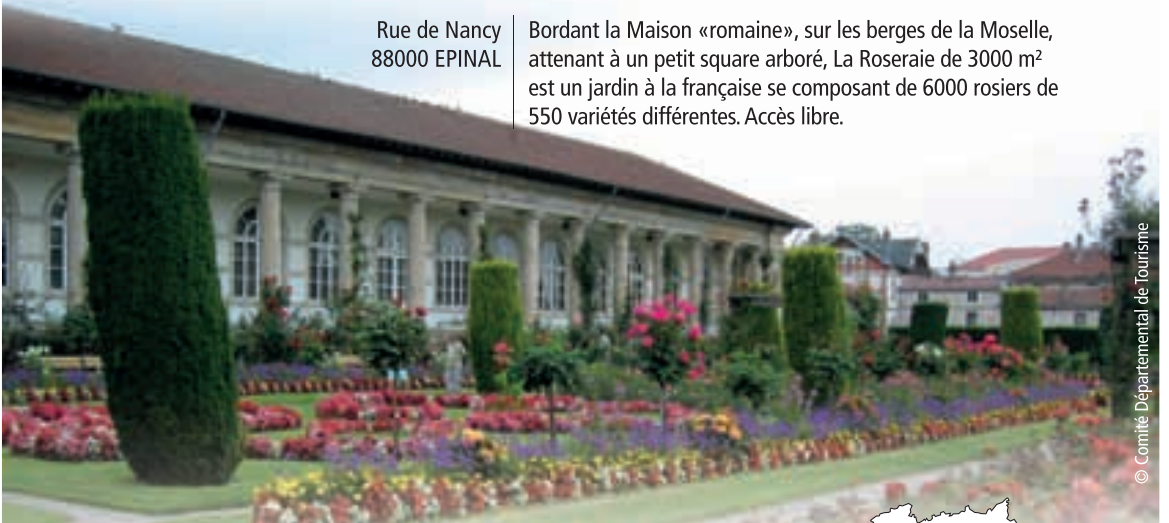 Rue de Nancy
88000 EPINAL
Bordant la Maison «romaine», sur les berges de la Moselle,
attenant à un petit square arboré, La Roseraie de 3000 m²
est un jardin à la française se composant de 6000 rosiers de
550 variétés différentes. Accès libre.
© Comité Départemental de Tourisme